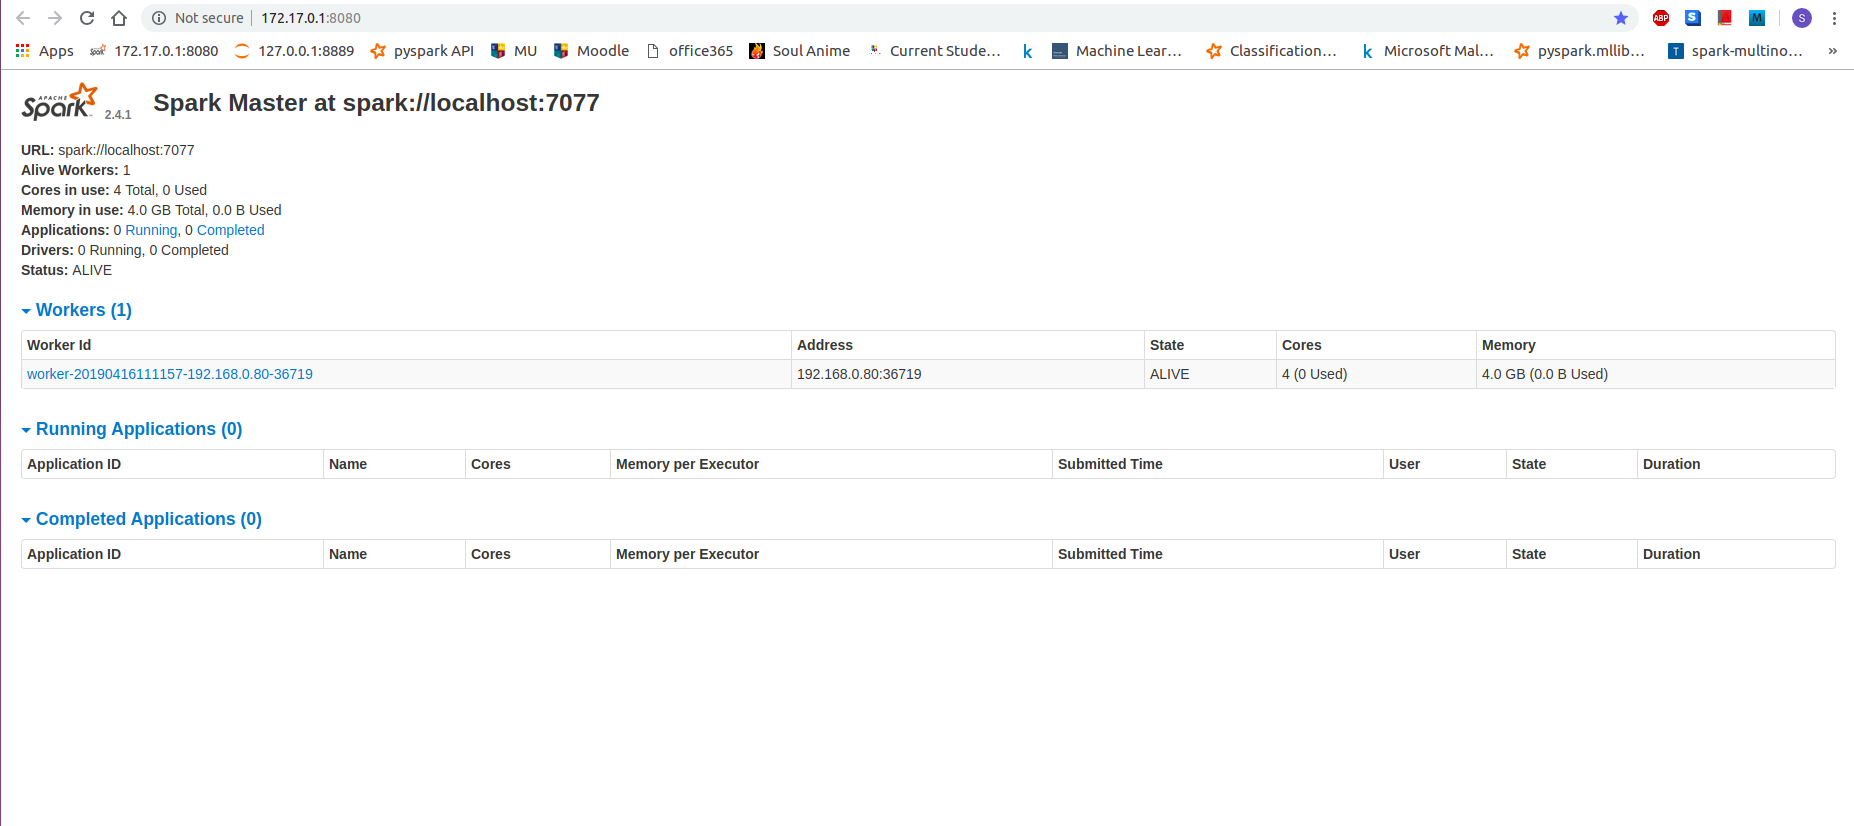 Not secure 172.17.0.1:8080
ABP S M S
Apps Spark 172.17.0.1:8080 127.0.0.1:8889 pyspark API MU Moodle office365 Soul Anime Current Stude... k Machine Lear... Classification... k Microsoft Mal... pyspark.mllib... T spark-multino... »
APACHE
Spark 2.4.1 Spark Master at spark://localhost:7077
URL: spark://localhost:7077
Alive Workers: 1
Cores in use: 4 Total, 0 Used
Memory in use: 4.0 GB Total, 0.0 B Used
Applications: 0 Running, 0 Completed
Drivers: 0 Running, 0 Completed
Status: ALIVE
Workers (1)
Worker Id Address State Cores Memory
worker-20190416111157-192.168.0.80-36719 192.168.0.80:36719 ALIVE 4 (0 Used) 4.0 GB (0.0 B Used)
Running Applications (0)
Application ID Name Cores Memory per Executor Submitted Time User State Duration
Completed Applications (0)
Application ID Name Cores Memory per Executor Submitted Time User State Duration